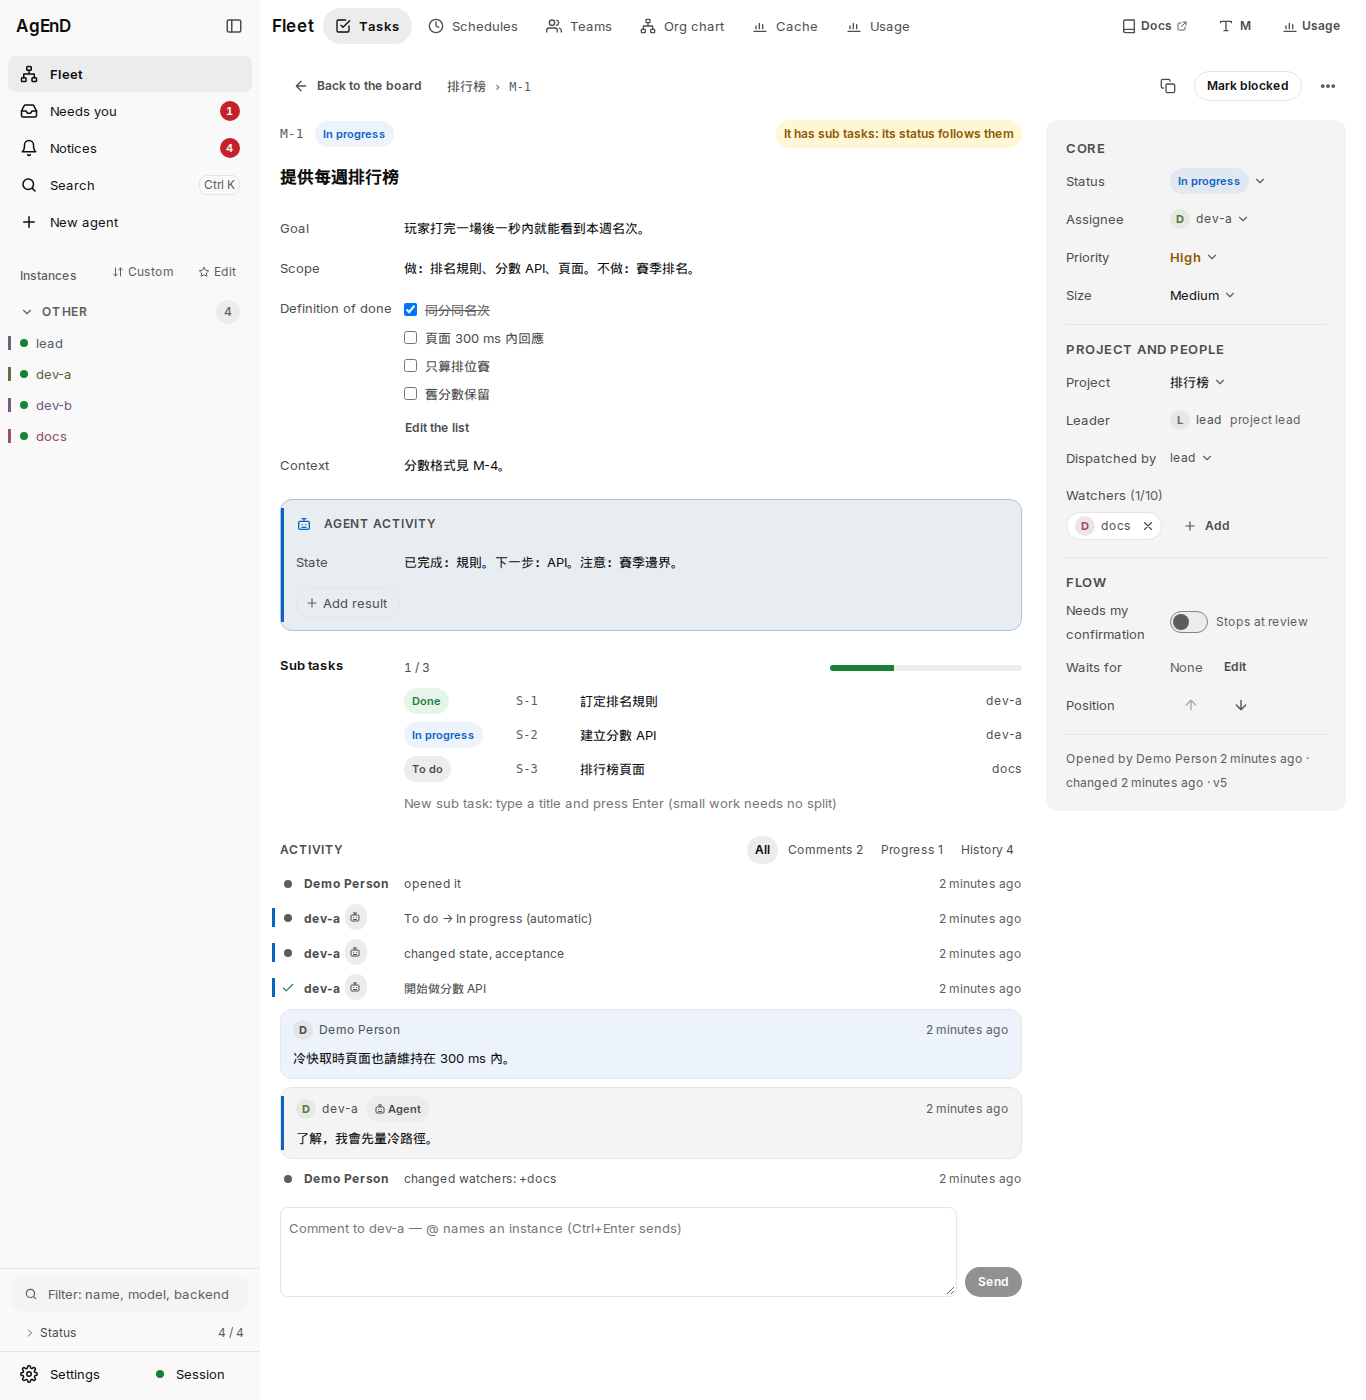 AgEnD
Fleet
Needs you 1
Notices 4
Search Ctrl K
New agent
Instances Custom Edit
OTHER 4
lead
dev-a
dev-b
docs
Filter: name, model, backend
Status 4 / 4
Settings Session
Fleet Tasks Schedules Teams Org chart Cache Usage Docs M Usage
Back to the board 排行榜 › M-1 Mark blocked
M-1 In progress It has sub tasks: its status follows them
提供每週排行榜
Goal 玩家打完一場後一秒內就能看到本週名次。
Scope 做：排名規則、分數 API、頁面。不做：賽季排名。
Definition of done 同分同名次
頁面 300 ms 內回應
只算排位賽
舊分數保留
Edit the list
Context 分數格式見 M-4。
AGENT ACTIVITY
State 已完成：規則。下一步：API。注意：賽季邊界。
Add result
Sub tasks 1 / 3
Done S-1 訂定排名規則 dev-a
In progress S-2 建立分數 API dev-a
To do S-3 排行榜頁面 docs
New sub task: type a title and press Enter (small work needs no split)
ACTIVITY All Comments 2 Progress 1 History 4
Demo Person opened it 2 minutes ago
dev-a To do → In progress (automatic) 2 minutes ago
dev-a changed state, acceptance 2 minutes ago
dev-a 開始做分數 API 2 minutes ago
D Demo Person 2 minutes ago
冷快取時頁面也請維持在 300 ms 內。
D dev-a Agent 2 minutes ago
了解，我會先量冷路徑。
Demo Person changed watchers: +docs 2 minutes ago
Comment to dev-a — @ names an instance (Ctrl+Enter sends)
Send
CORE
Status In progress
Assignee D dev-a
Priority High
Size Medium
PROJECT AND PEOPLE
Project 排行榜
Leader L lead project lead
Dispatched by lead
Watchers (1/10)
D docs Add
FLOW
Needs my confirmation Stops at review
Waits for None Edit
Position
Opened by Demo Person 2 minutes ago ·
changed 2 minutes ago · v5